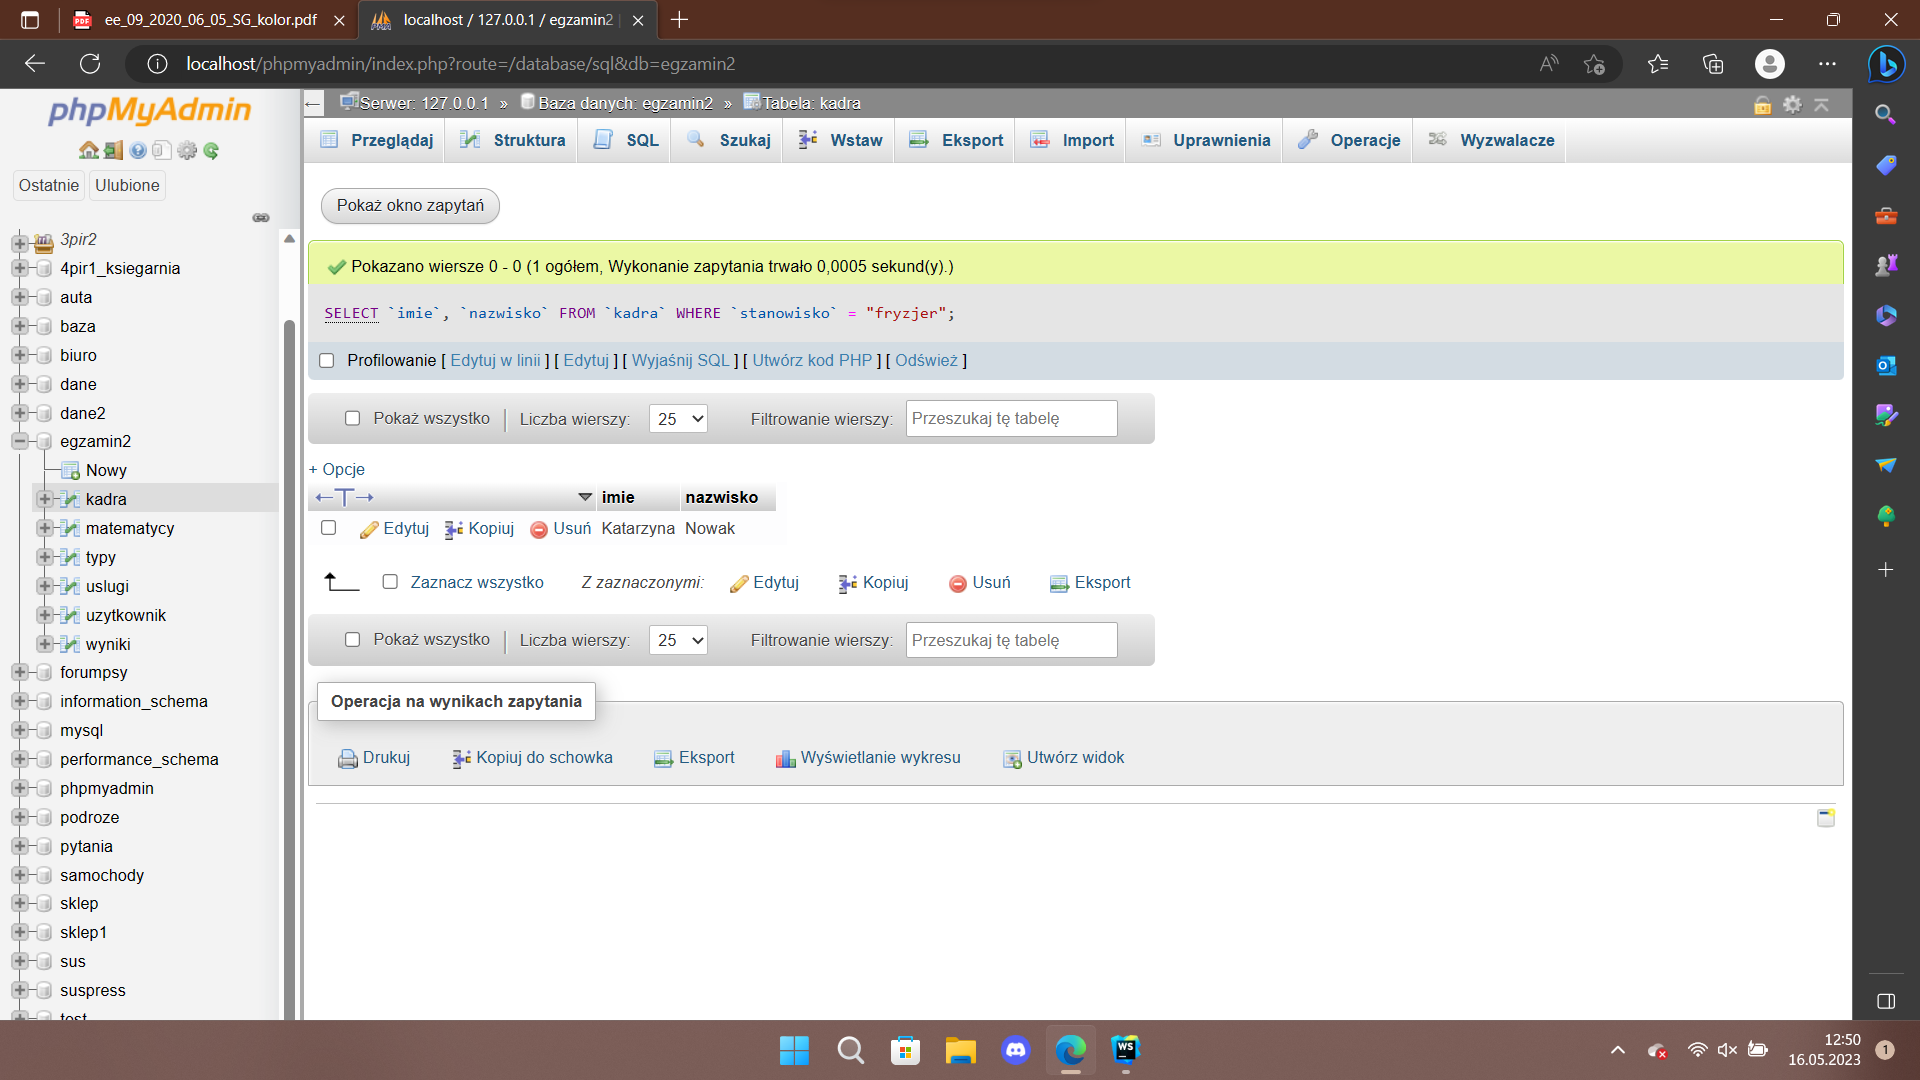 ee_09_2020_06_05_SG_kolor.pdf
localhost / 127.0.0.1 / egzamin2 |
localhost/phpmyadmin/index.php?route=/database/sql&db=egzamin2
phpMyAdmin
Ostatnie Ulubione
3pir2
4pir1_ksiegarnia
auta
baza
biuro
dane
dane2
egzamin2
Nowy
kadra
matematycy
typy
uslugi
uzytkownik
wyniki
forumpsy
information_schema
mysql
performance_schema
phpmyadmin
podroze
pytania
samochody
sklep
sklep1
sus
suspress
test
Serwer: 127.0.0.1 » Baza danych: egzamin2 » Tabela: kadra
Przeglądaj Struktura SQL Szukaj Wstaw Eksport Import Uprawnienia Operacje Wyzwalacze
Pokaż okno zapytań
Pokazano wiersze 0 - 0 (1 ogółem, Wykonanie zapytania trwało 0,0005 sekund(y).)
SELECT `imie`, `nazwisko` FROM `kadra` WHERE `stanowisko` = "fryzjer";
Profilowanie [ Edytuj w linii ] [ Edytuj ] [ Wyjaśnij SQL ] [ Utwórz kod PHP ] [ Odśwież ]
Pokaż wszystko | Liczba wierszy: 25 Filtrowanie wierszy: Przeszukaj tę tabelę
+ Opcje
←T→ imie nazwisko
Edytuj Kopiuj Usuń Katarzyna Nowak
Zaznacz wszystko Z zaznaczonymi: Edytuj Kopiuj Usuń Eksport
Pokaż wszystko | Liczba wierszy: 25 Filtrowanie wierszy: Przeszukaj tę tabelę
Operacja na wynikach zapytania
Drukuj Kopiuj do schowka Eksport Wyświetlanie wykresu Utwórz widok
12:50
16.05.2023
1